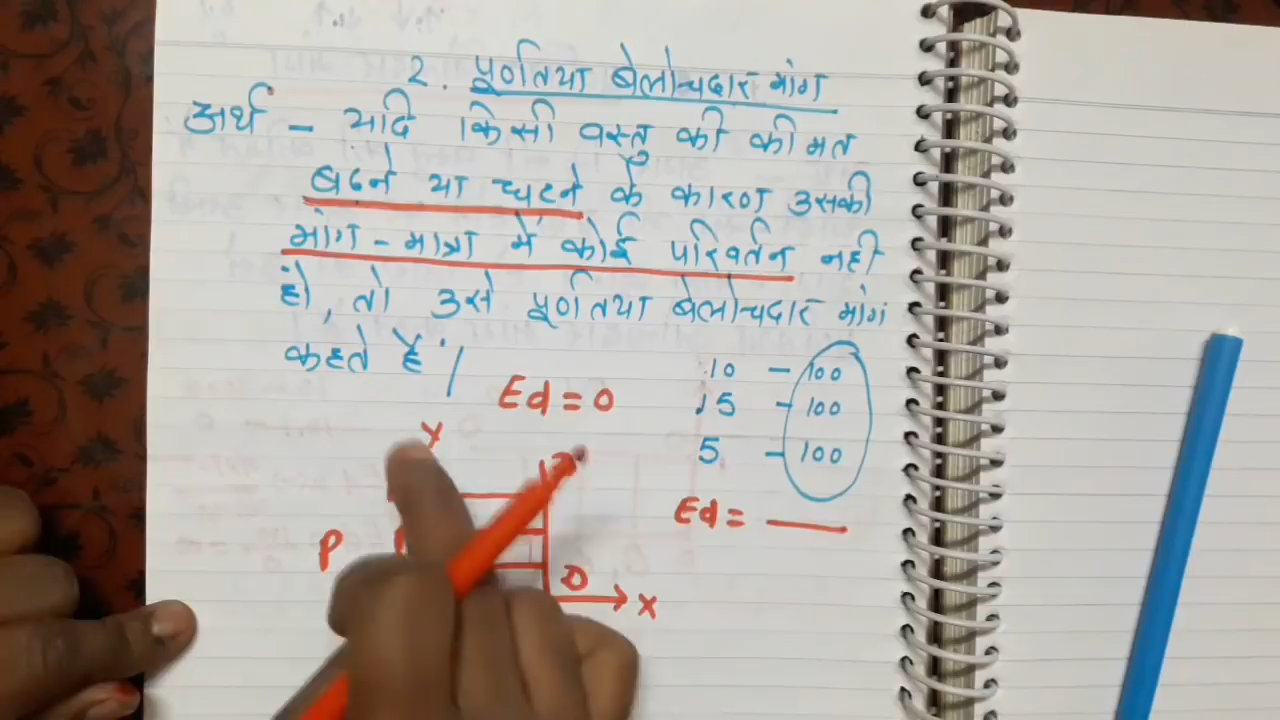 2. पूर्णतया बेलोचदार मांग
अर्थ - यदि किसी वस्तु की कीमत
बढने या घटने के कारण उसकी
मांग - मात्रा में कोई परिवर्तन नही
हो, तो उसे पूर्णतया बेलोचदार मांग
कहते हैं।
Ed = 0
10 - 100
15 - 100
5 - 100
Ed =
Y
D
P P
D
X